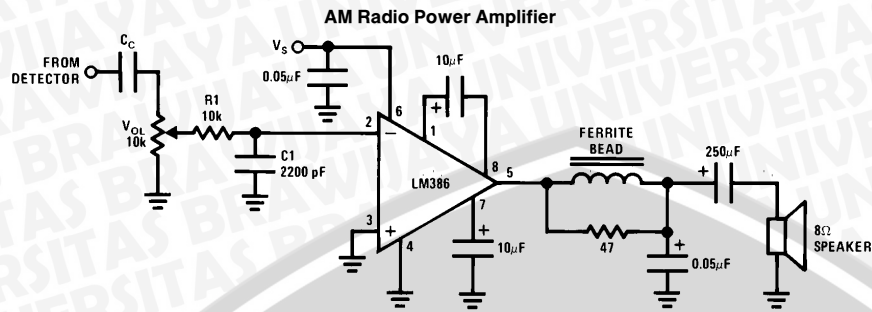 AM Radio Power Amplifier
FROM
DETECTOR
C_C
V_OL
10k
R1
10k
C1
2200 pF
V_S
0.05μF
10μF
2
6
1
8
5
3
4
7
−
+
+
LM386
+
10μF
FERRITE
BEAD
47
+
250μF
+
0.05μF
8Ω
SPEAKER